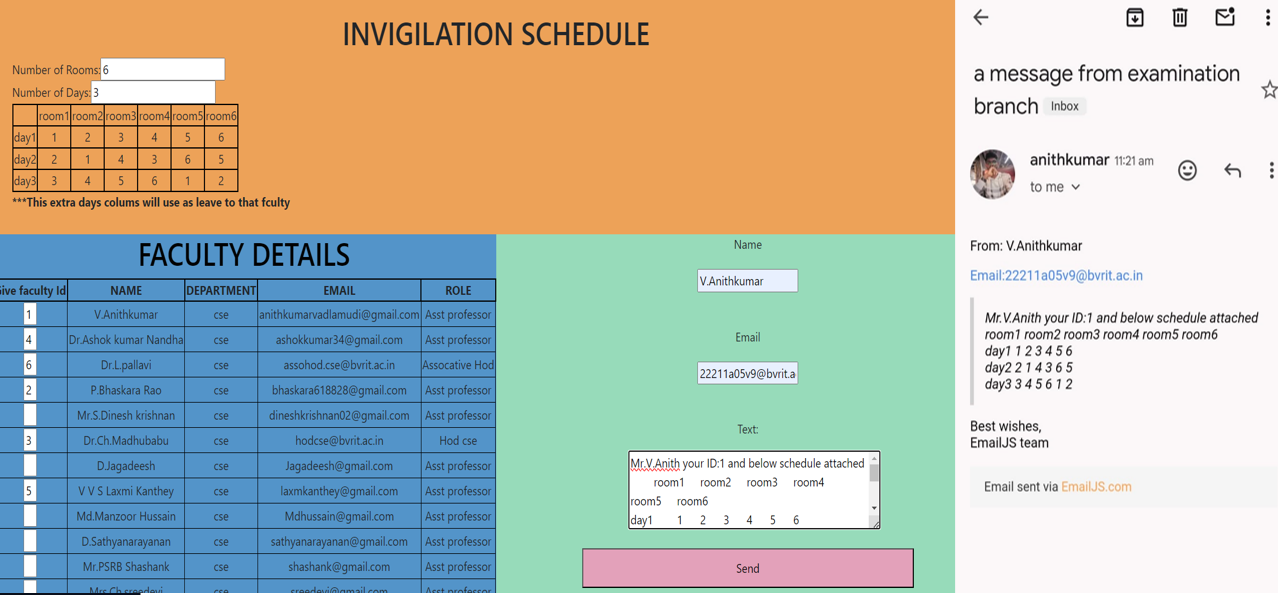 INVIGILATION SCHEDULE
Number of Rooms: 6
Number of Days: 3
room1 room2 room3 room4 room5 room6
day1 1 2 3 4 5 6
day2 2 1 4 3 6 5
day3 3 4 5 6 1 2
***This extra days colums will use as leave to that fculty
FACULTY DETAILS
Give faculty Id NAME DEPARTMENT EMAIL ROLE
1 V.Anithkumar cse anithkumarvadlamudi@gmail.com Asst professor
4 Dr.Ashok kumar Nandha cse ashokkumar34@gmail.com Asst professor
6 Dr.L.pallavi cse assohod.cse@bvrit.ac.in Assocative Hod
2 P.Bhaskara Rao cse bhaskara618828@gmail.com Asst professor
Mr.S.Dinesh krishnan cse dineshkrishnan02@gmail.com Asst professor
3 Dr.Ch.Madhubabu cse hodcse@bvrit.ac.in Hod cse
D.Jagadeesh cse Jagadeesh@gmail.com Asst professor
5 V V S Laxmi Kanthey cse laxmkanthey@gmail.com Asst professor
Md.Manzoor Hussain cse Mdhussain@gmail.com Asst professor
D.Sathyanarayanan cse sathyanarayanan@gmail.com Asst professor
Mr.PSRB Shashank cse shashank@gmail.com Asst professor
Mrs.Ch.sreedevi cse sreedevi@gmail.com Asst professor
Name
V.Anithkumar
Email
22211a05v9@bvrit.a
Text:
Mr.V.Anith your ID:1 and below schedule attached
room1 room2 room3 room4
room5 room6
day1 1 2 3 4 5 6
Send
a message from examination
branch Inbox
anithkumar 11:21 am
to me
From: V.Anithkumar
Email:22211a05v9@bvrit.ac.in
Mr.V.Anith your ID:1 and below schedule attached
room1 room2 room3 room4 room5 room6
day1 1 2 3 4 5 6
day2 2 1 4 3 6 5
day3 3 4 5 6 1 2
Best wishes,
EmailJS team
Email sent via EmailJS.com